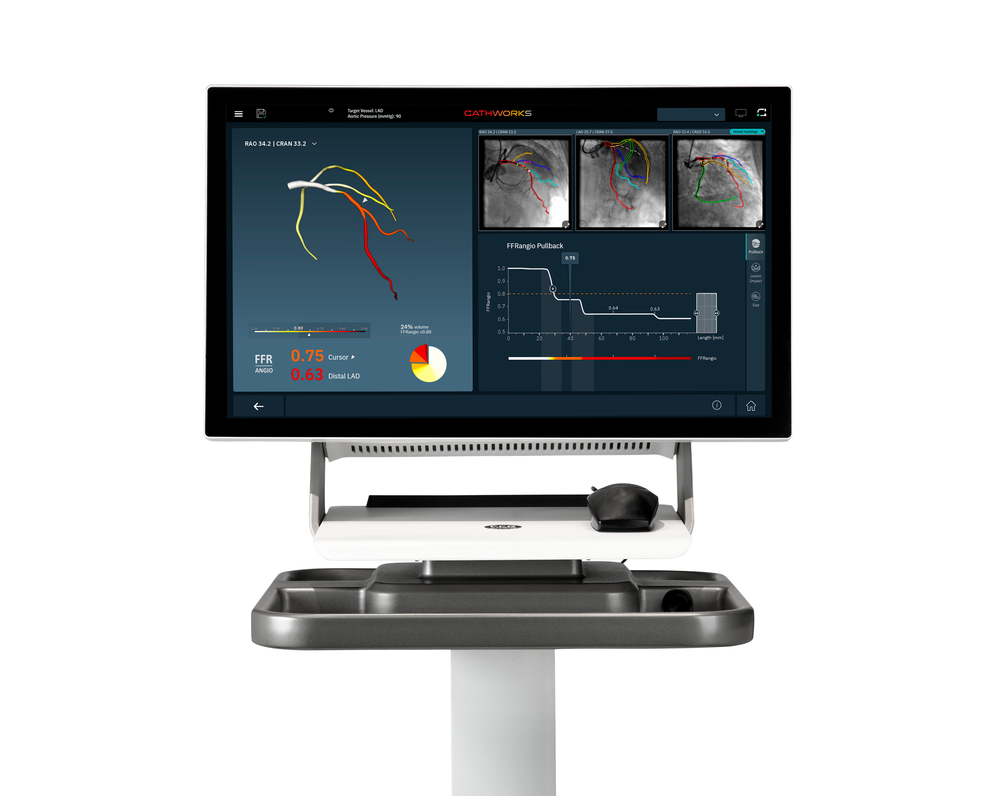 Target Vessel: LAD
Aortic Pressure (mmHg): 90
CATHWORKS
RAO 34.2 | CRAN 33.2
1.00 0.90 0.80 0.70 0.60 0.50
24% volume
FFRangio ≤0.80
FFR
ANGIO
0.75 Cursor
0.63 Distal LAD
RAO 34.2 | CRAN 33.2
LAO 20.7 | CRAN 37.5
RAO 33.4 | CAUD 16.5
Vessel markings
FFRangio Pullback
0.75
1.0
0.9
0.8
0.7
0.6
0.5
FFRangio
0.64
0.63
0 20 40 60 80 100
Length [mm]
FFRangio
Pullback
Lesion
Impact
Size
i
FFR
ANGIO